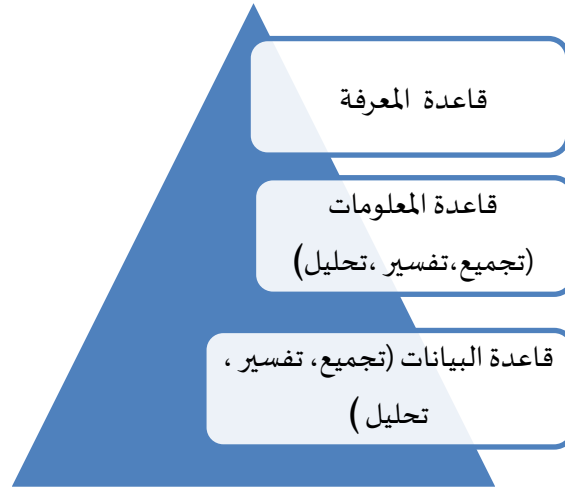 قاعدة المعرفة
قاعدة المعلومات
(تجميع،تفسير ،تحليل)
قاعدة البيانات (تجميع، تفسير ،
تحليل )